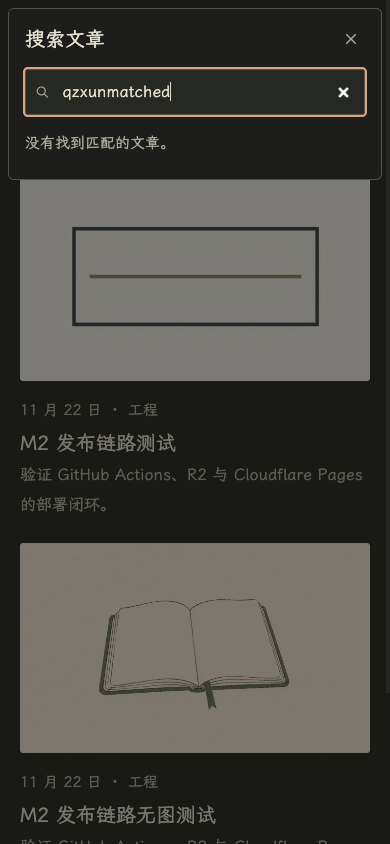 搜索文章
qzxunmatched
没有找到匹配的文章。
11 月 22 日 · 工程
M2 发布链路测试
验证 GitHub Actions、R2 与 Cloudflare Pages
的部署闭环。
11 月 22 日 · 工程
M2 发布链路无图测试